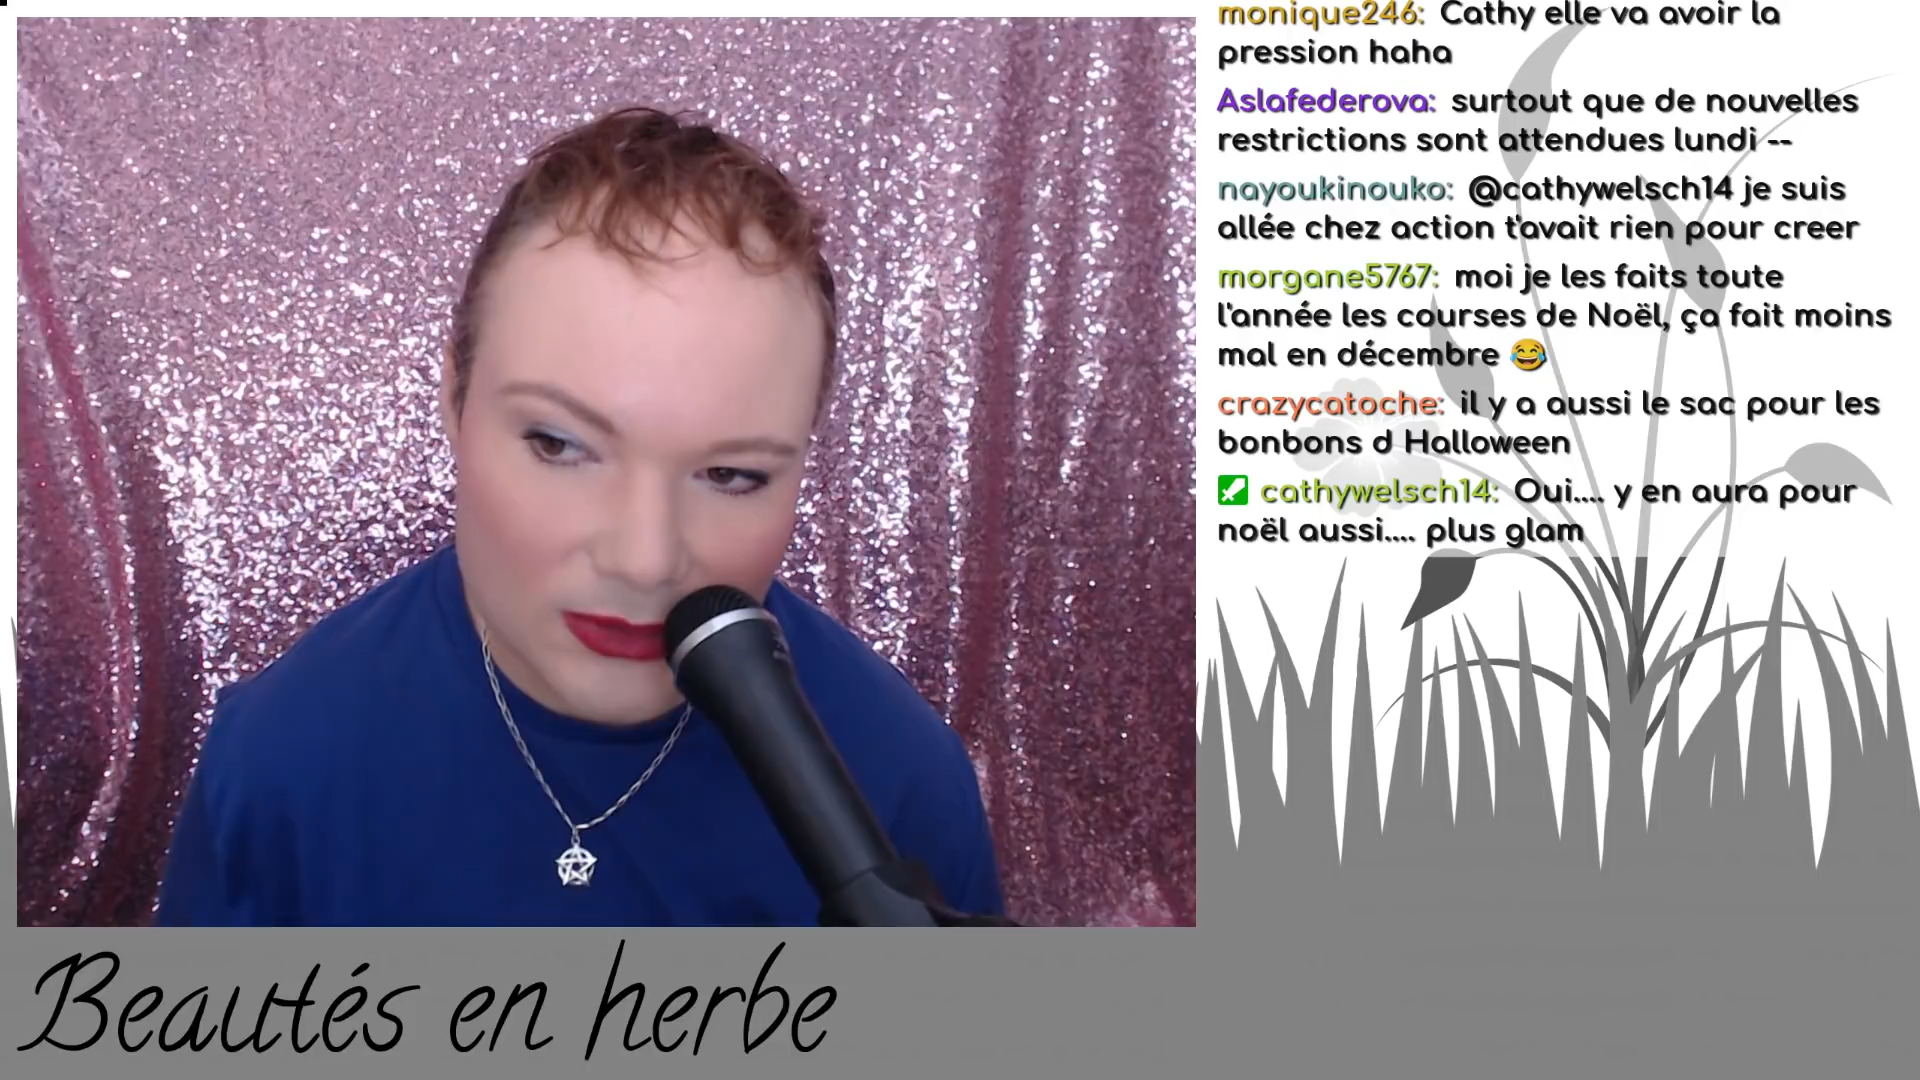 monique246: Cathy elle va avoir la
pression haha
Aslafederova: surtout que de nouvelles
restrictions sont attendues lundi --
nayoukinouko: @cathywelsch14 je suis
allée chez action t'avait rien pour creer
morgane5767: moi je les faits toute
l'année les courses de Noël, ça fait moins
mal en décembre 😂
crazycatoche: il y a aussi le sac pour les
bonbons d Halloween
cathywelsch14: Oui.... y en aura pour
noël aussi.... plus glam
Beautés en herbe